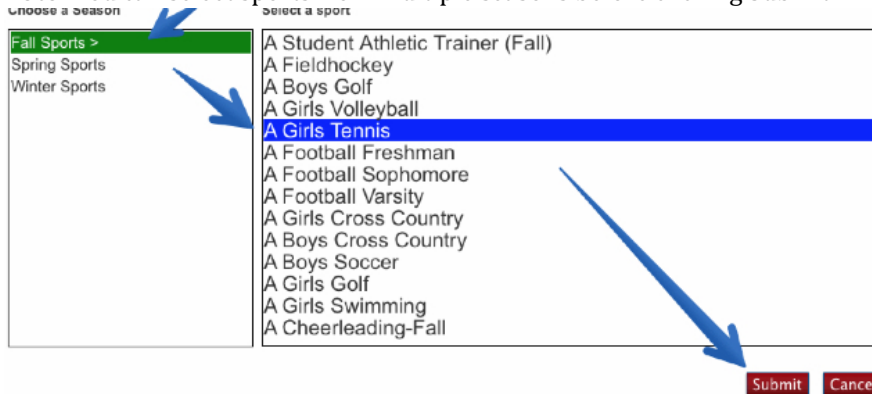 Choose a Season
Select a sport
Fall Sports >
Spring Sports
Winter Sports
A Student Athletic Trainer (Fall)
A Fieldhockey
A Boys Golf
A Girls Volleyball
A Girls Tennis
A Football Freshman
A Football Sophomore
A Football Varsity
A Girls Cross Country
A Boys Cross Country
A Boys Soccer
A Girls Golf
A Girls Swimming
A Cheerleading-Fall
Submit
Cance